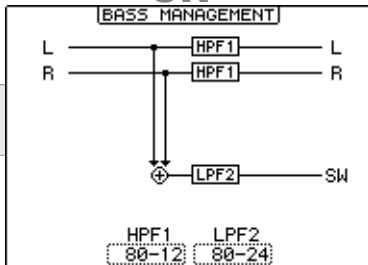 BASS MANAGEMENT
L HPF1 L
R HPF1 R
LPF2 SW
HPF1 LPF2
80-12 80-24